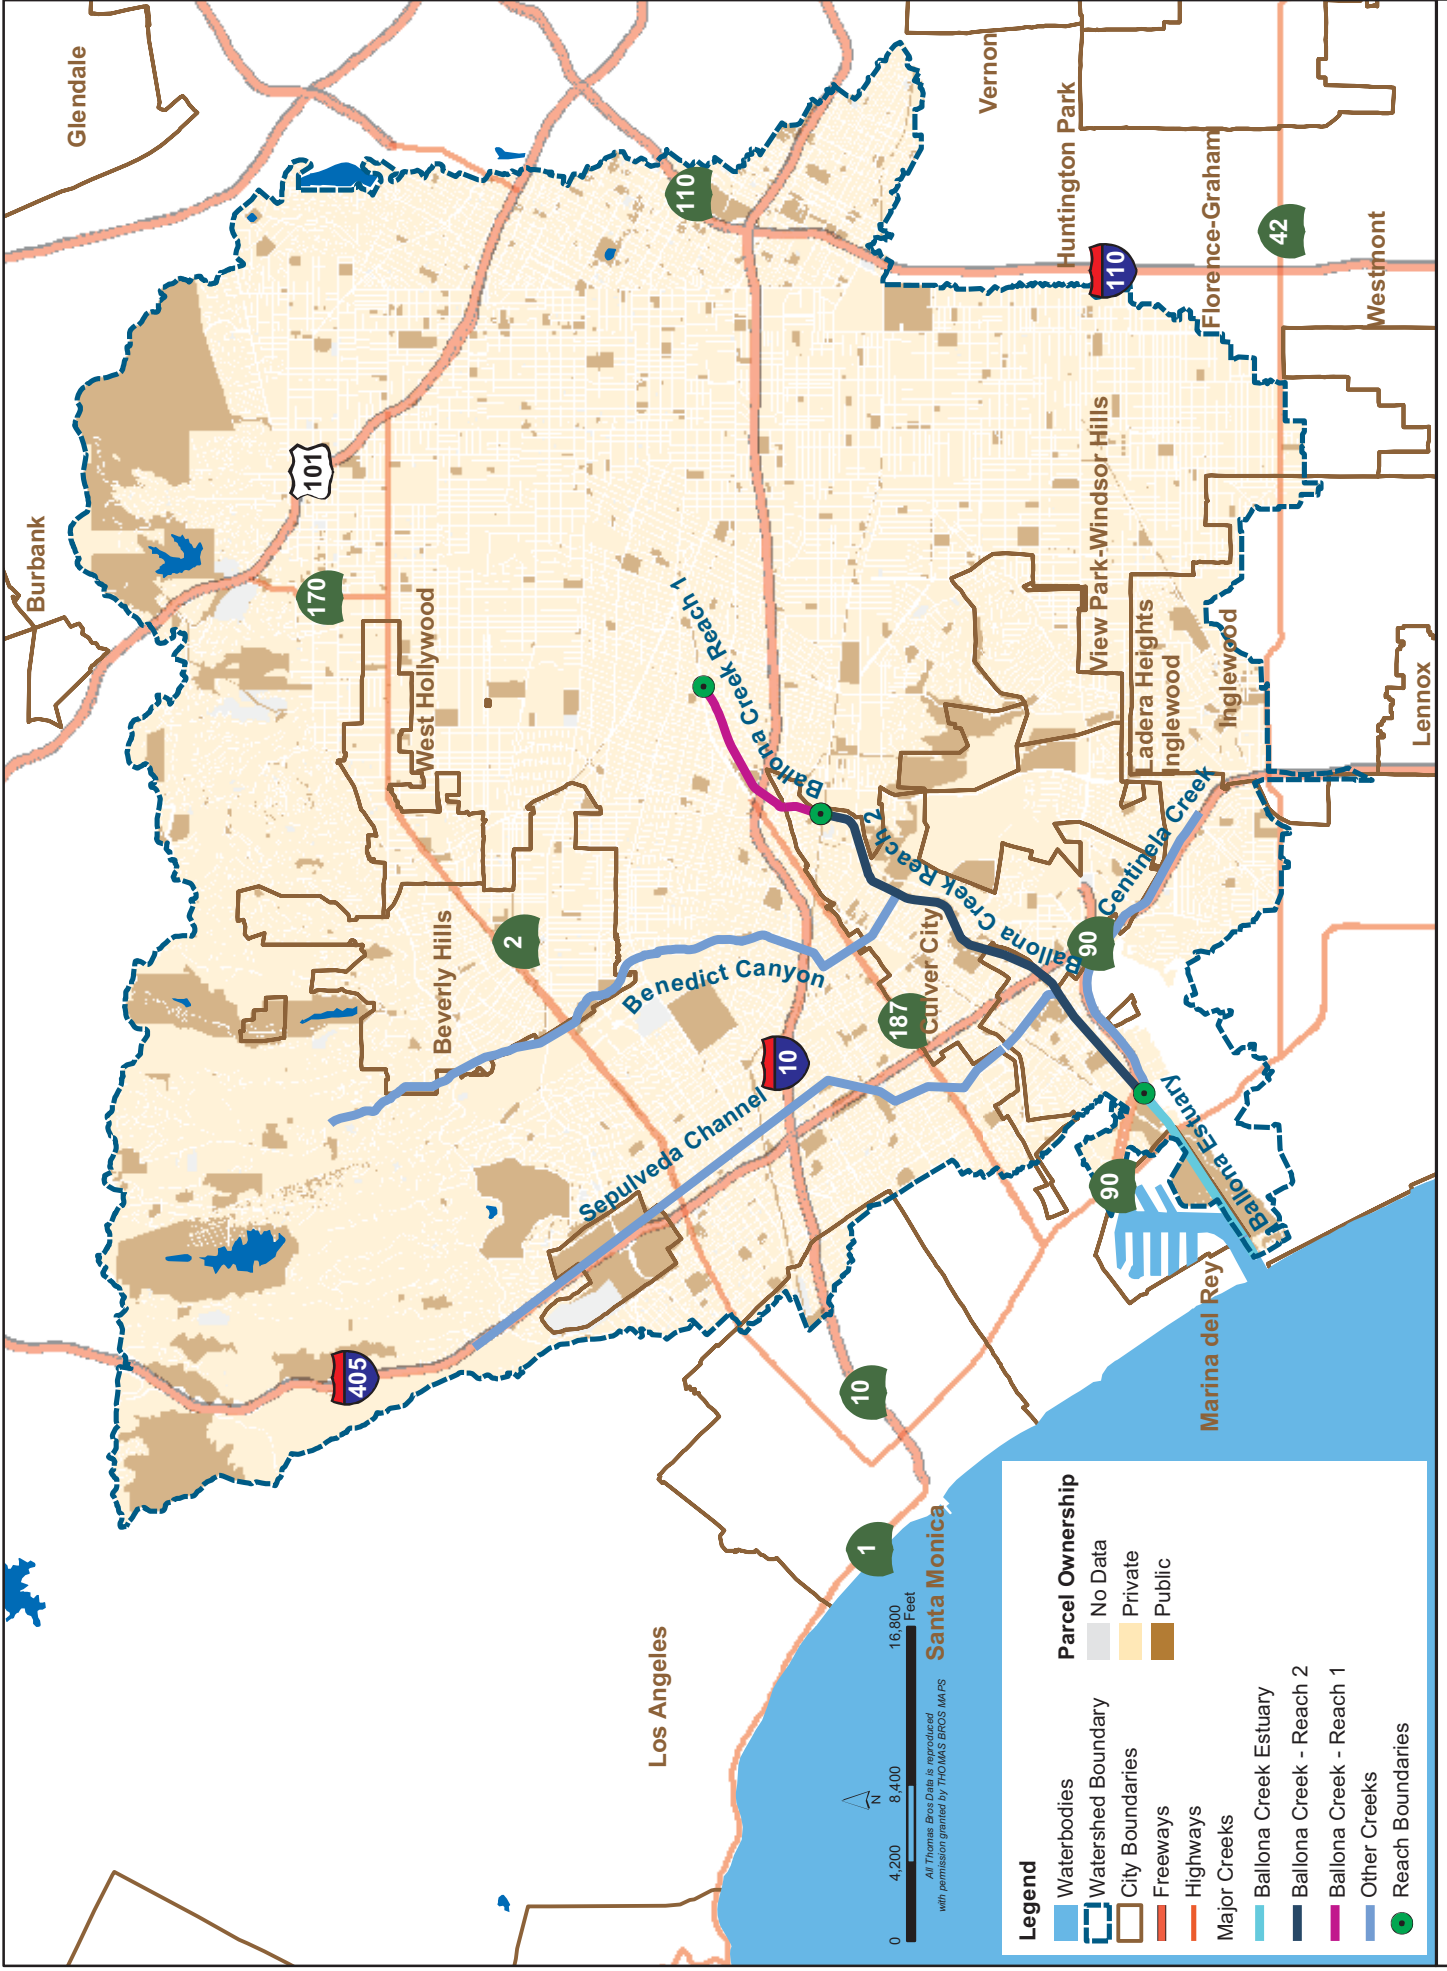 Burbank
Glendale
101
170
West Hollywood
110
Beverly Hills
2
Benedict Canyon
405
Sepulveda Channel
10
Ballona Creek Reach 1
Ballona Creek Reach 2
187
Culver City
Vernon
Huntington Park
110
Florence-Graham
42
Westmont
View Park-Windsor Hills
Ladera Heights
Inglewood
Inglewood
Lennox
Centinela Creek
90
90
Ballona Estuary
Marina del Rey
10
1
Santa Monica
Los Angeles
N
0
4,200
8,400
16,800
Feet
All Thomas Bros Data is reproduced
with permission granted by THOMAS BROS MAPS
Legend
Waterbodies
Watershed Boundary
City Boundaries
Freeways
Highways
Major Creeks
Ballona Creek Estuary
Ballona Creek - Reach 2
Ballona Creek - Reach 1
Other Creeks
Reach Boundaries
Parcel Ownership
No Data
Private
Public